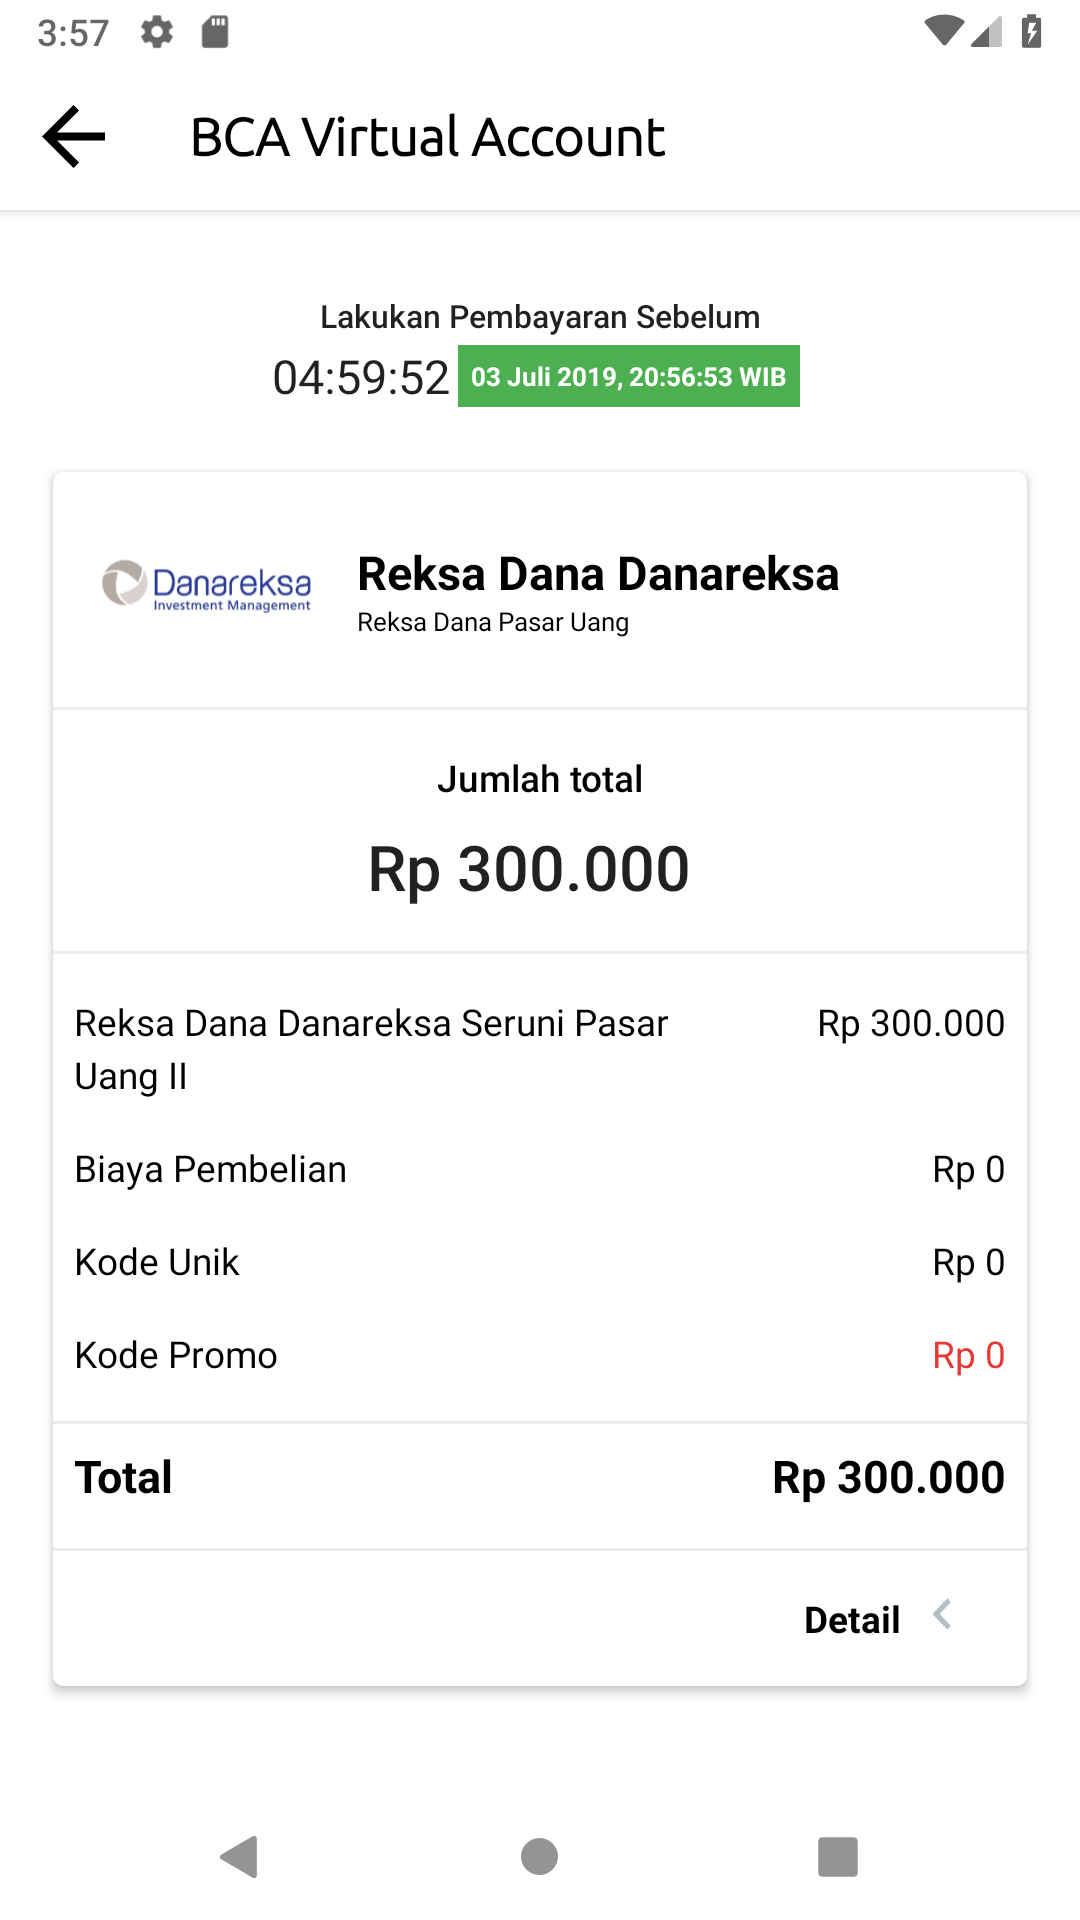 3:57
BCA Virtual Account
Lakukan Pembayaran Sebelum
04:59:52 03 Juli 2019, 20:56:53 WIB
Danareksa
Investment Management
Reksa Dana Danareksa
Reksa Dana Pasar Uang
Jumlah total
Rp 300.000
Reksa Dana Danareksa Seruni Pasar Rp 300.000
Uang II
Biaya Pembelian Rp 0
Kode Unik Rp 0
Kode Promo Rp 0
Total Rp 300.000
Detail